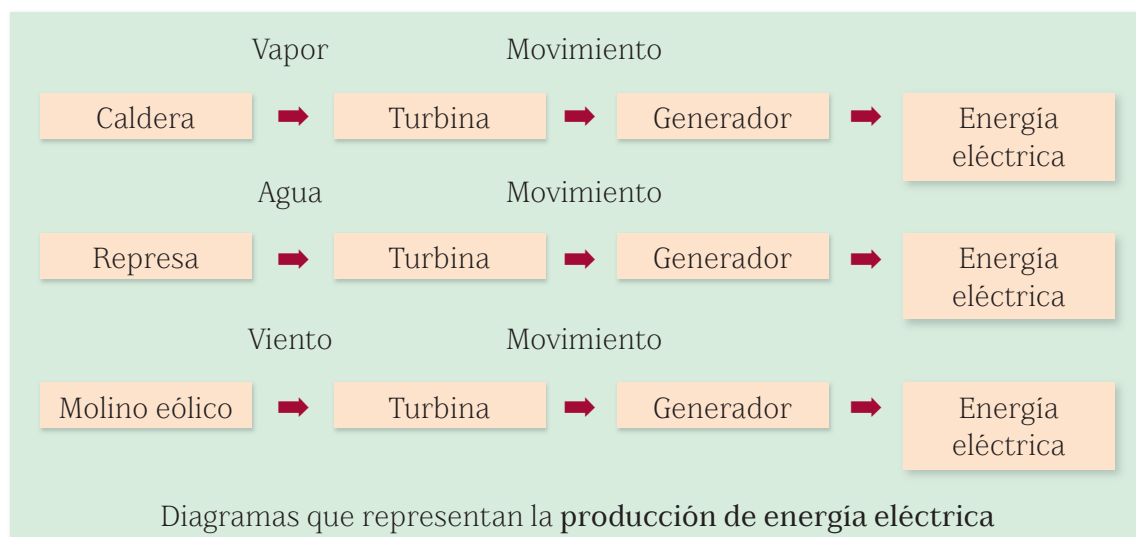 Vapor Movimiento
Caldera Turbina Generador Energía
eléctrica
Agua Movimiento
Represa Turbina Generador Energía
eléctrica
Viento Movimiento
Molino eólico Turbina Generador Energía
eléctrica
Diagramas que representan la producción de energía eléctrica